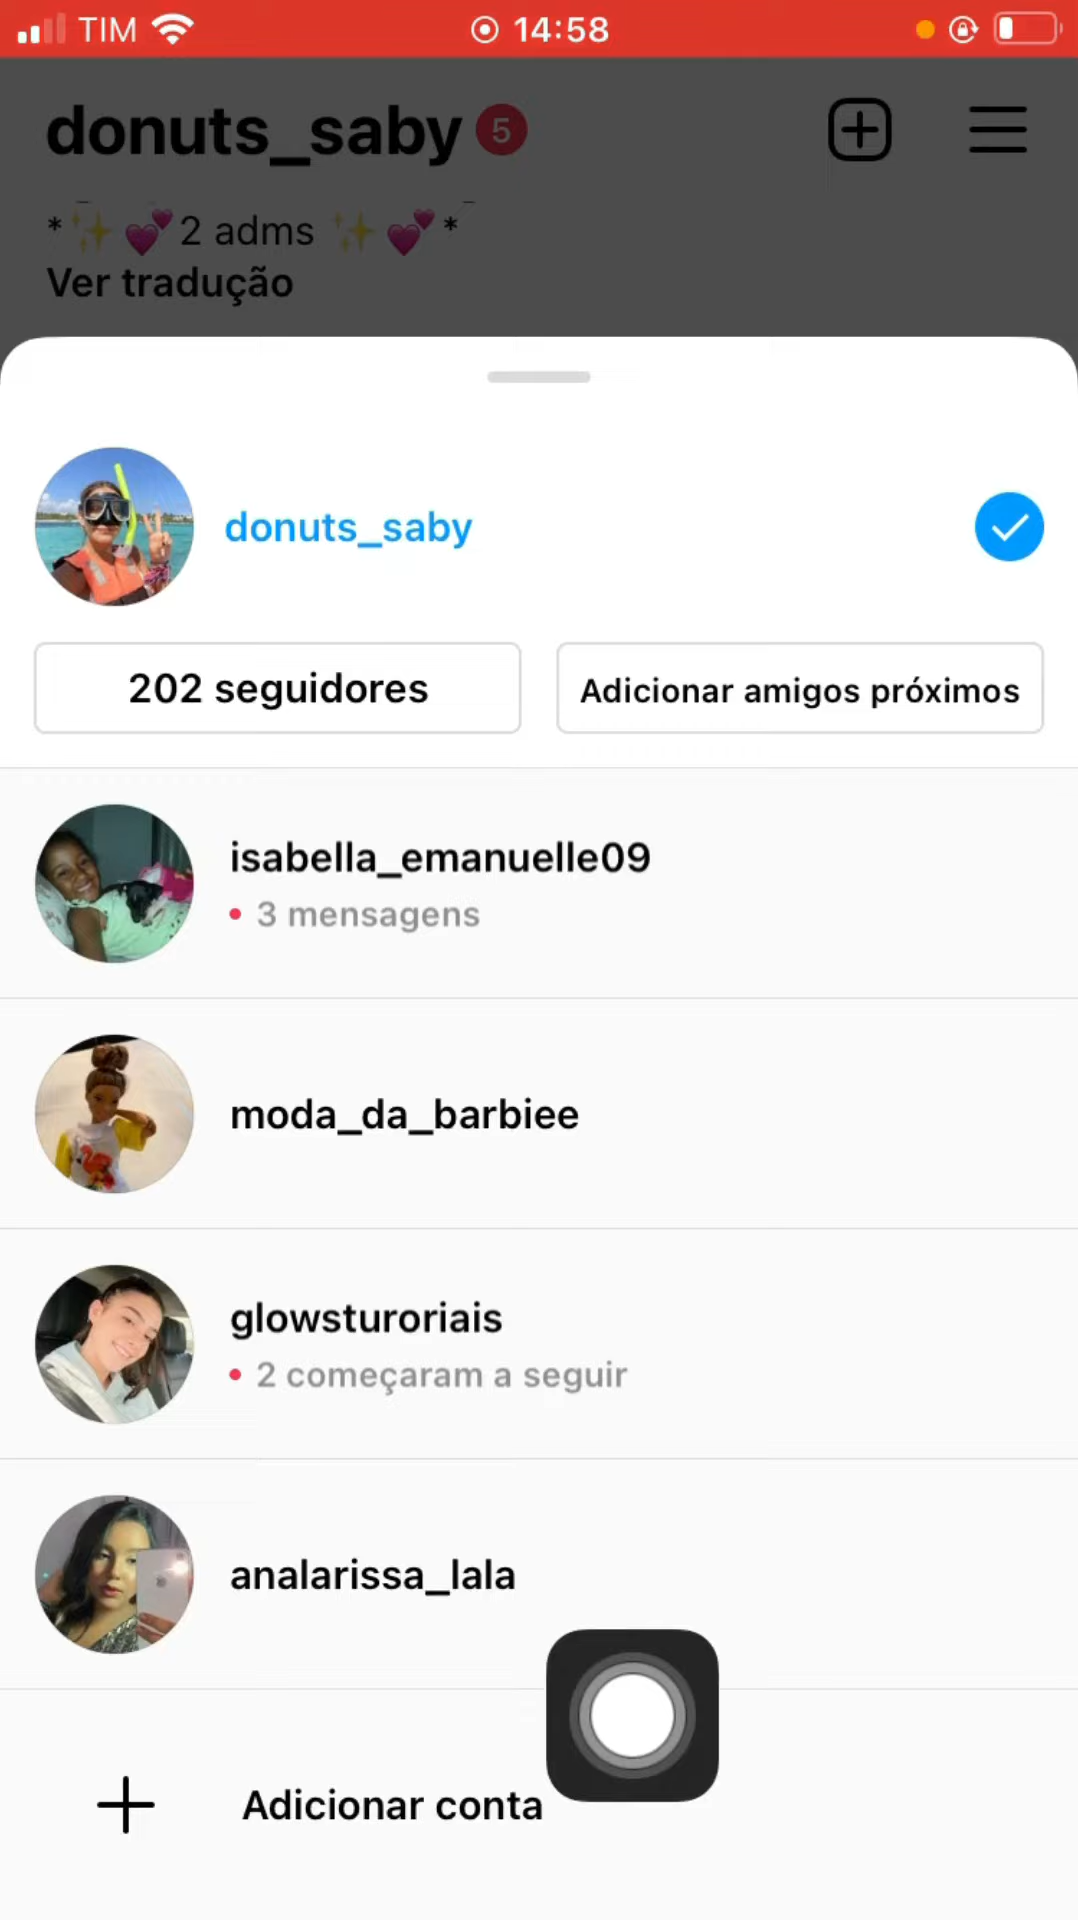 TIM 14:58
donuts_saby 5
*✨ 💕 2 adms ✨ 💕 *
Ver tradução
donuts_saby
202 seguidores
Adicionar amigos próximos
isabella_emanuelle09
• 3 mensagens
moda_da_barbiee
glowsturoriais
• 2 começaram a seguir
analarissa_lala
Adicionar conta